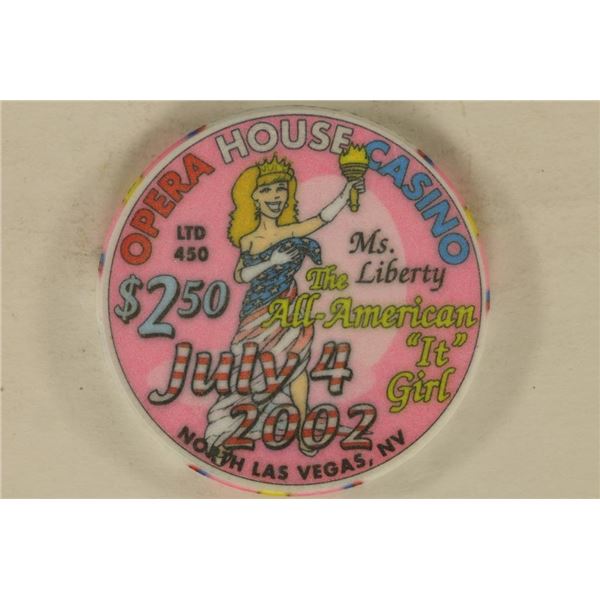 OPERA HOUSE CASINO
LTD
450
$2.50
Ms.
Liberty
The
All-American
"It"
Girl
July 4
2002
NORTH LAS VEGAS, NV